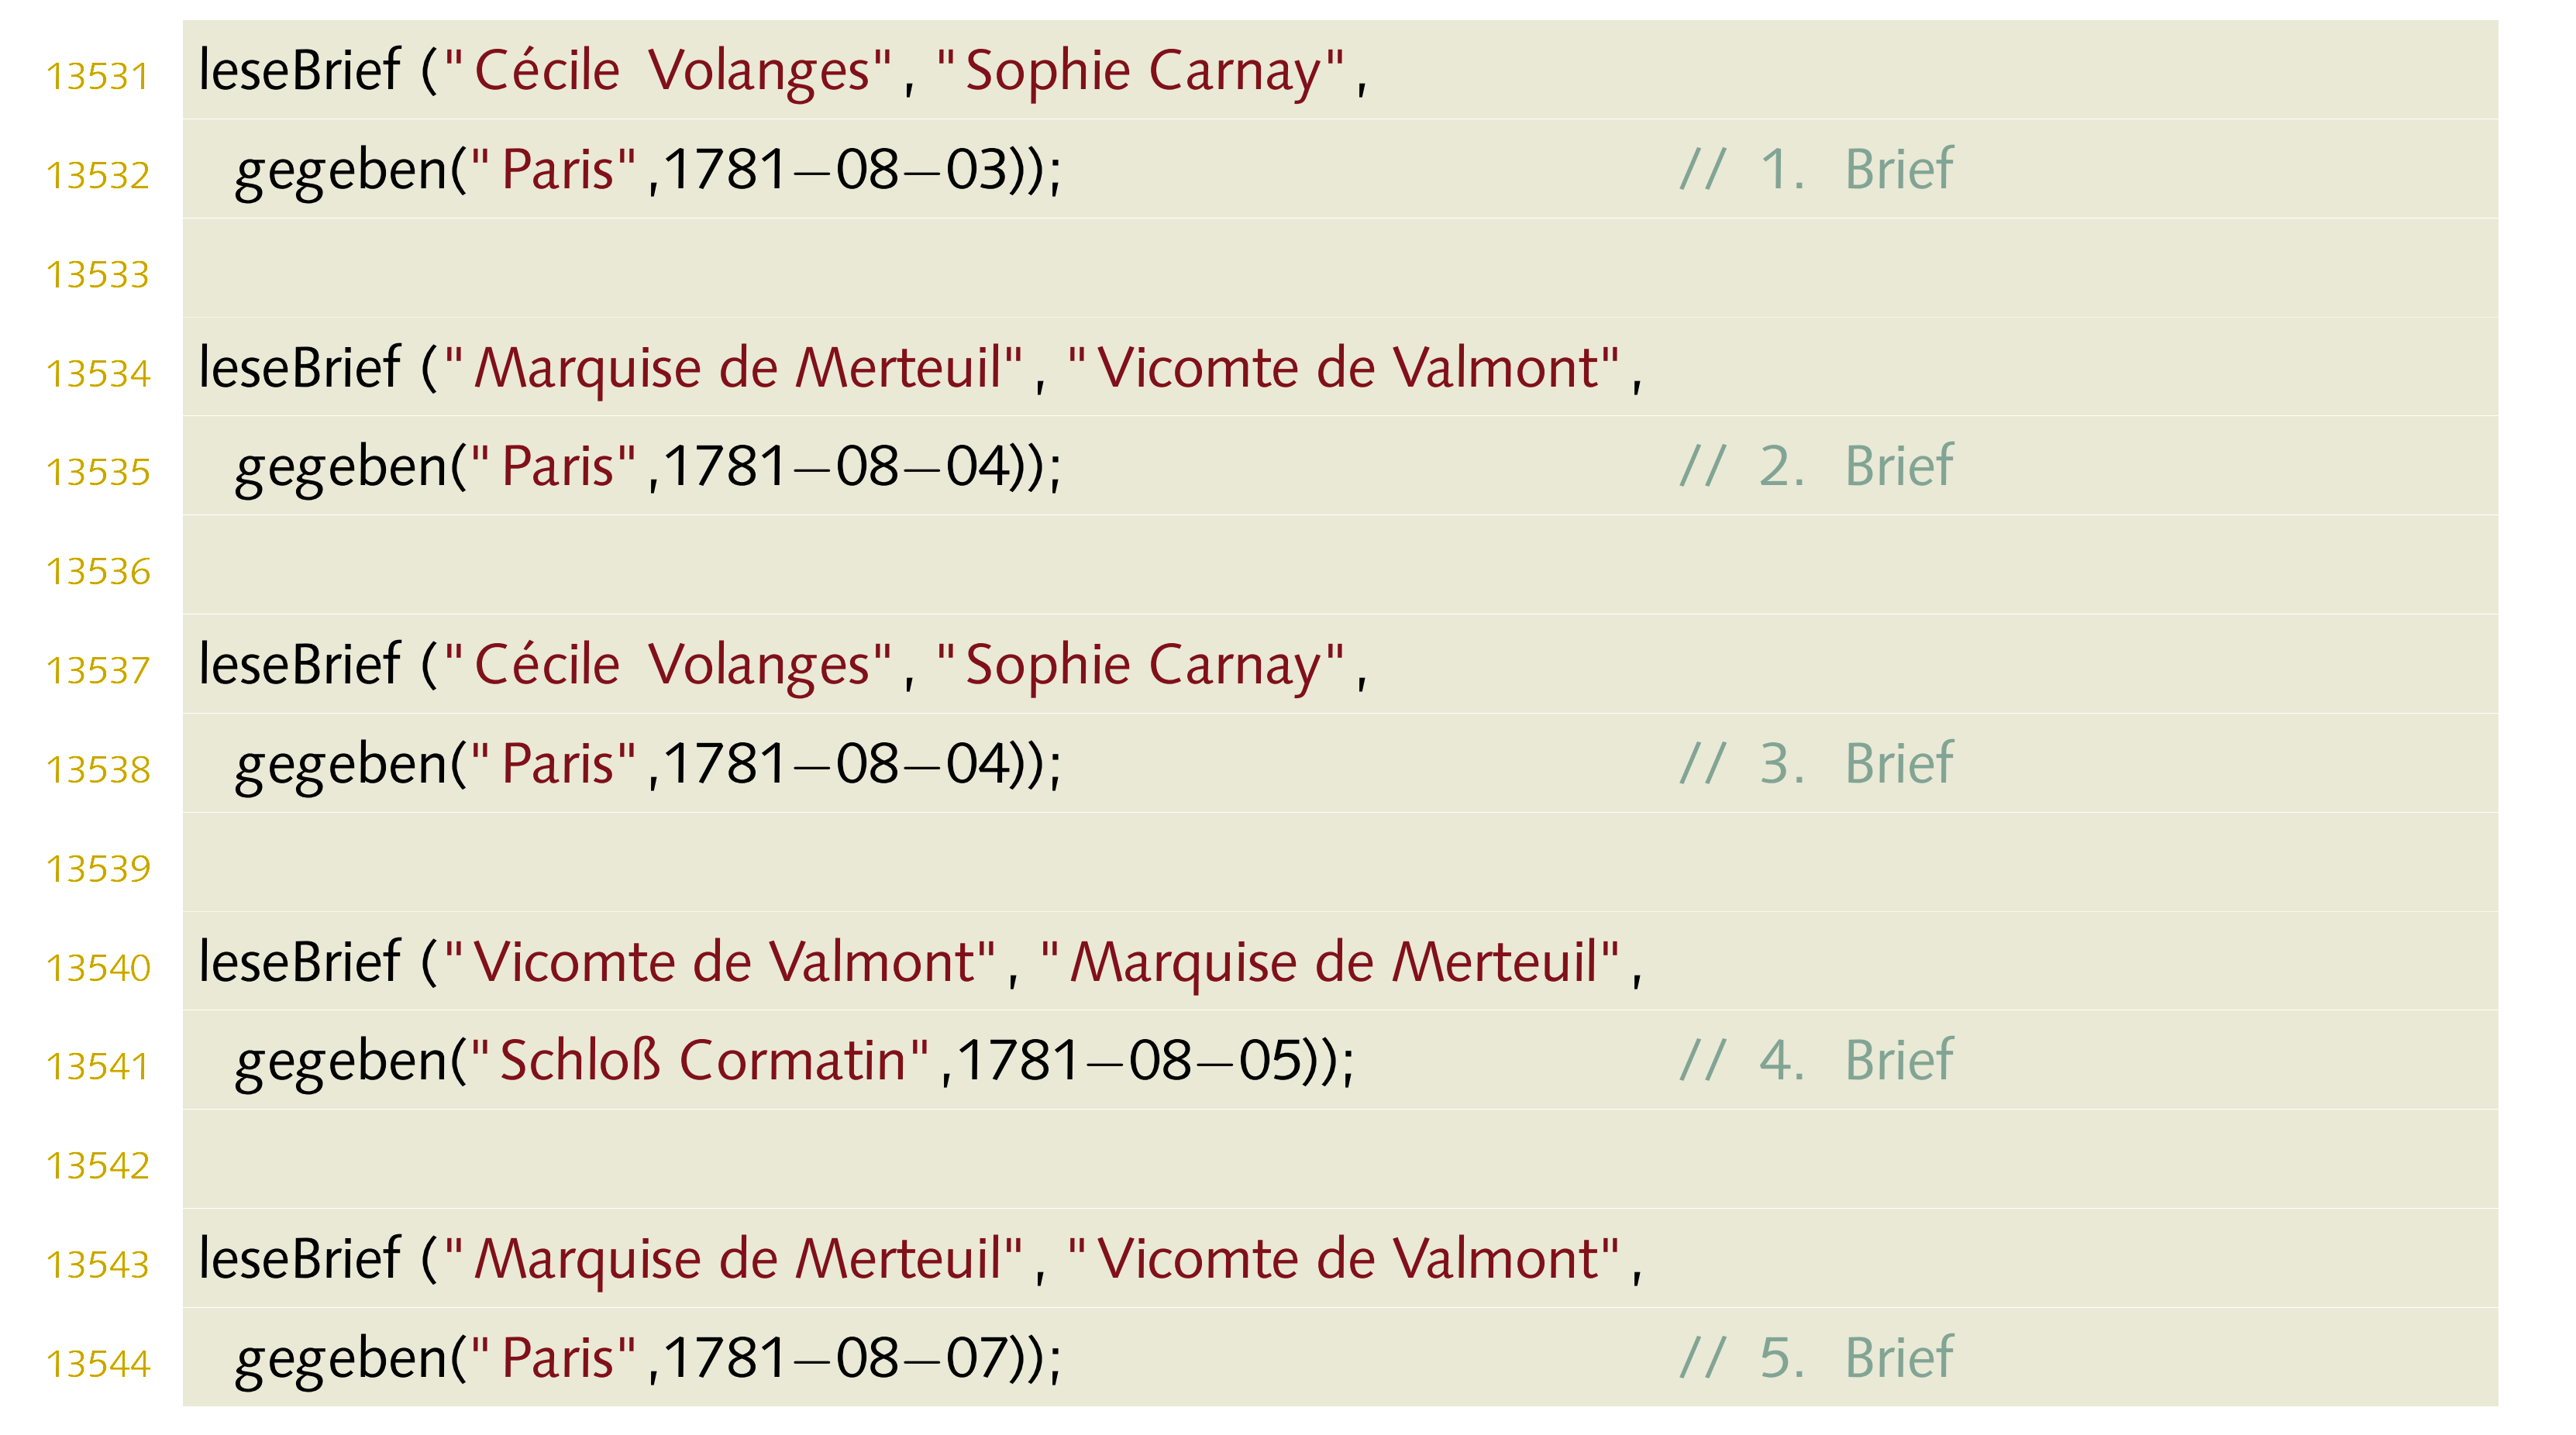 13531 leseBrief ("Cécile Volanges", "Sophie Carnay",
13532 gegeben("Paris",1781–08–03)); // 1. Brief
13533
13534 leseBrief ("Marquise de Merteuil", "Vicomte de Valmont",
13535 gegeben("Paris",1781–08–04)); // 2. Brief
13536
13537 leseBrief ("Cécile Volanges", "Sophie Carnay",
13538 gegeben("Paris",1781–08–04)); // 3. Brief
13539
13540 leseBrief ("Vicomte de Valmont", "Marquise de Merteuil",
13541 gegeben("Schloß Cormatin",1781–08–05)); // 4. Brief
13542
13543 leseBrief ("Marquise de Merteuil", "Vicomte de Valmont",
13544 gegeben("Paris",1781–08–07)); // 5. Brief